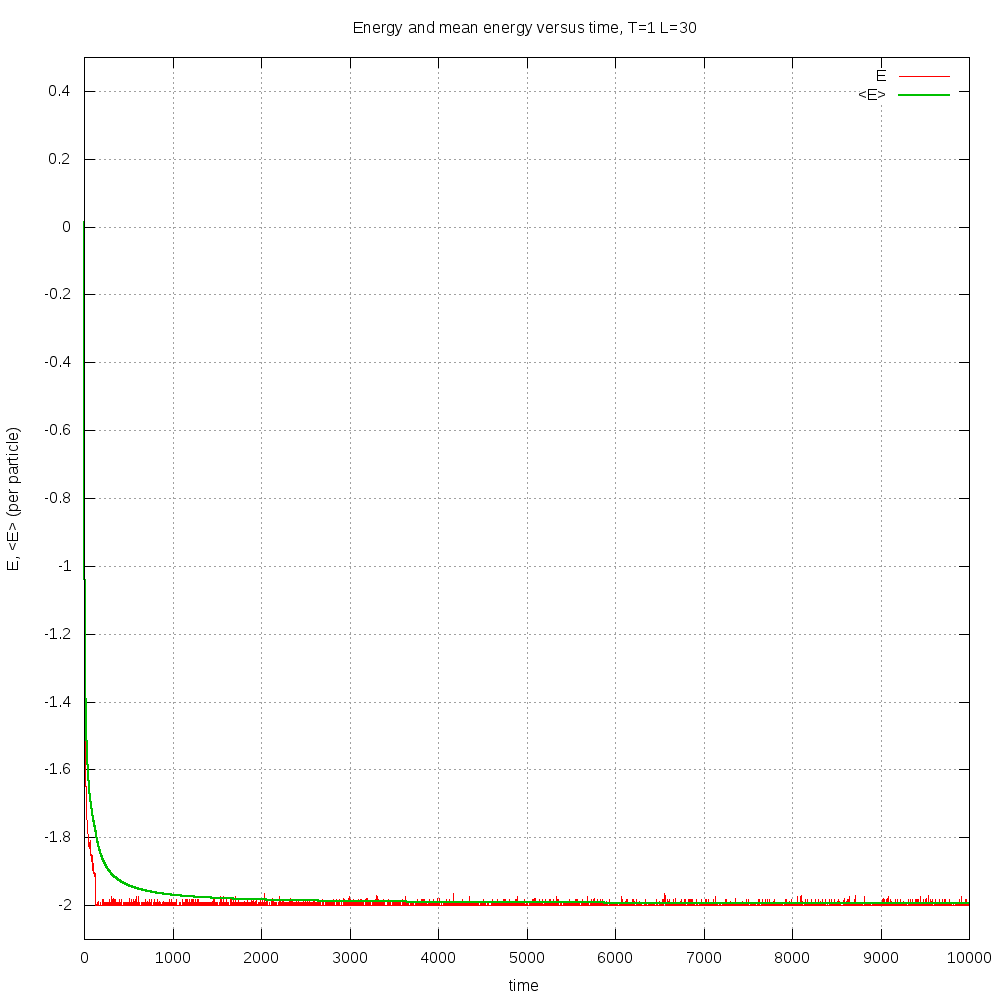 Energy and mean energy versus time, T=1 L=30
E
<E>
0.4
0.2
0
-0.2
-0.4
-0.6
-0.8
-1
-1.2
-1.4
-1.6
-1.8
-2
E, <E> (per particle)
0 1000 2000 3000 4000 5000 6000 7000 8000 9000 10000
time